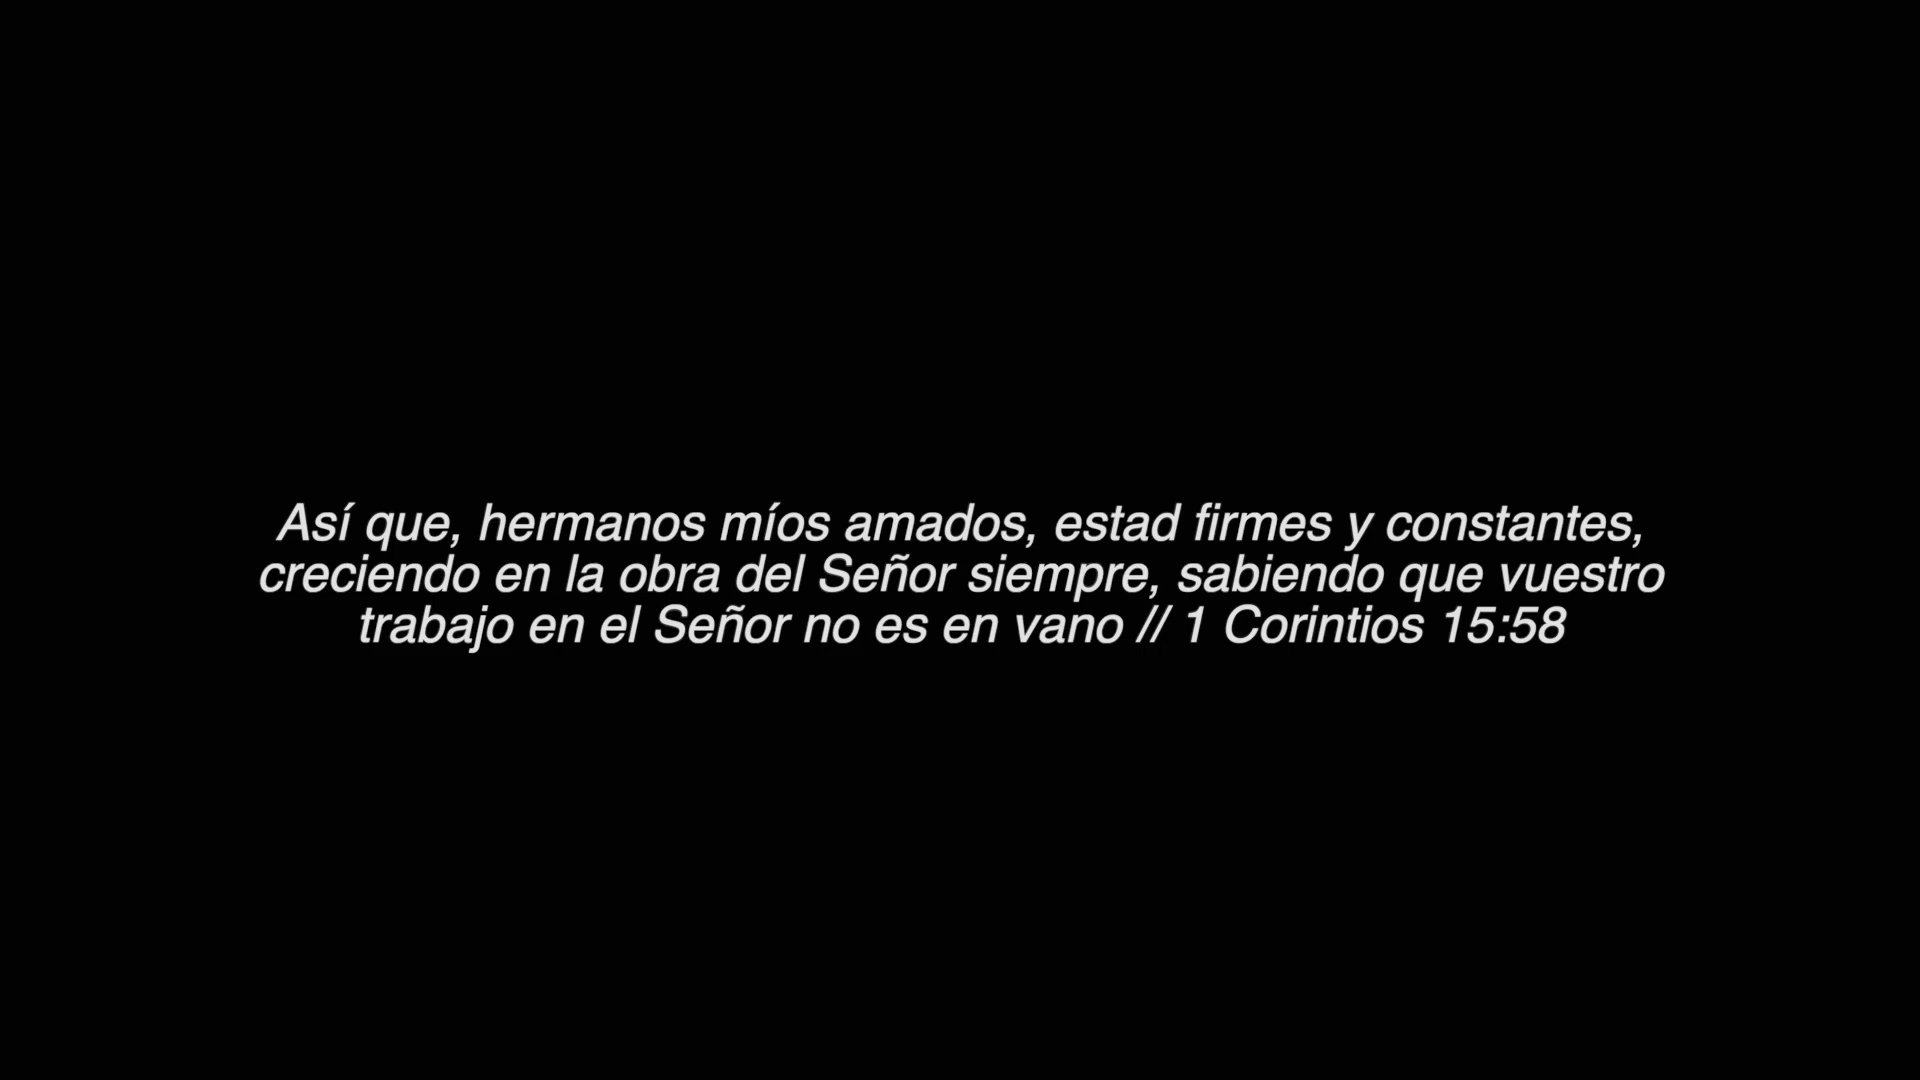 Así que, hermanos míos amados, estad firmes y constantes,
creciendo en la obra del Señor siempre, sabiendo que vuestro
trabajo en el Señor no es en vano // 1 Corintios 15:58